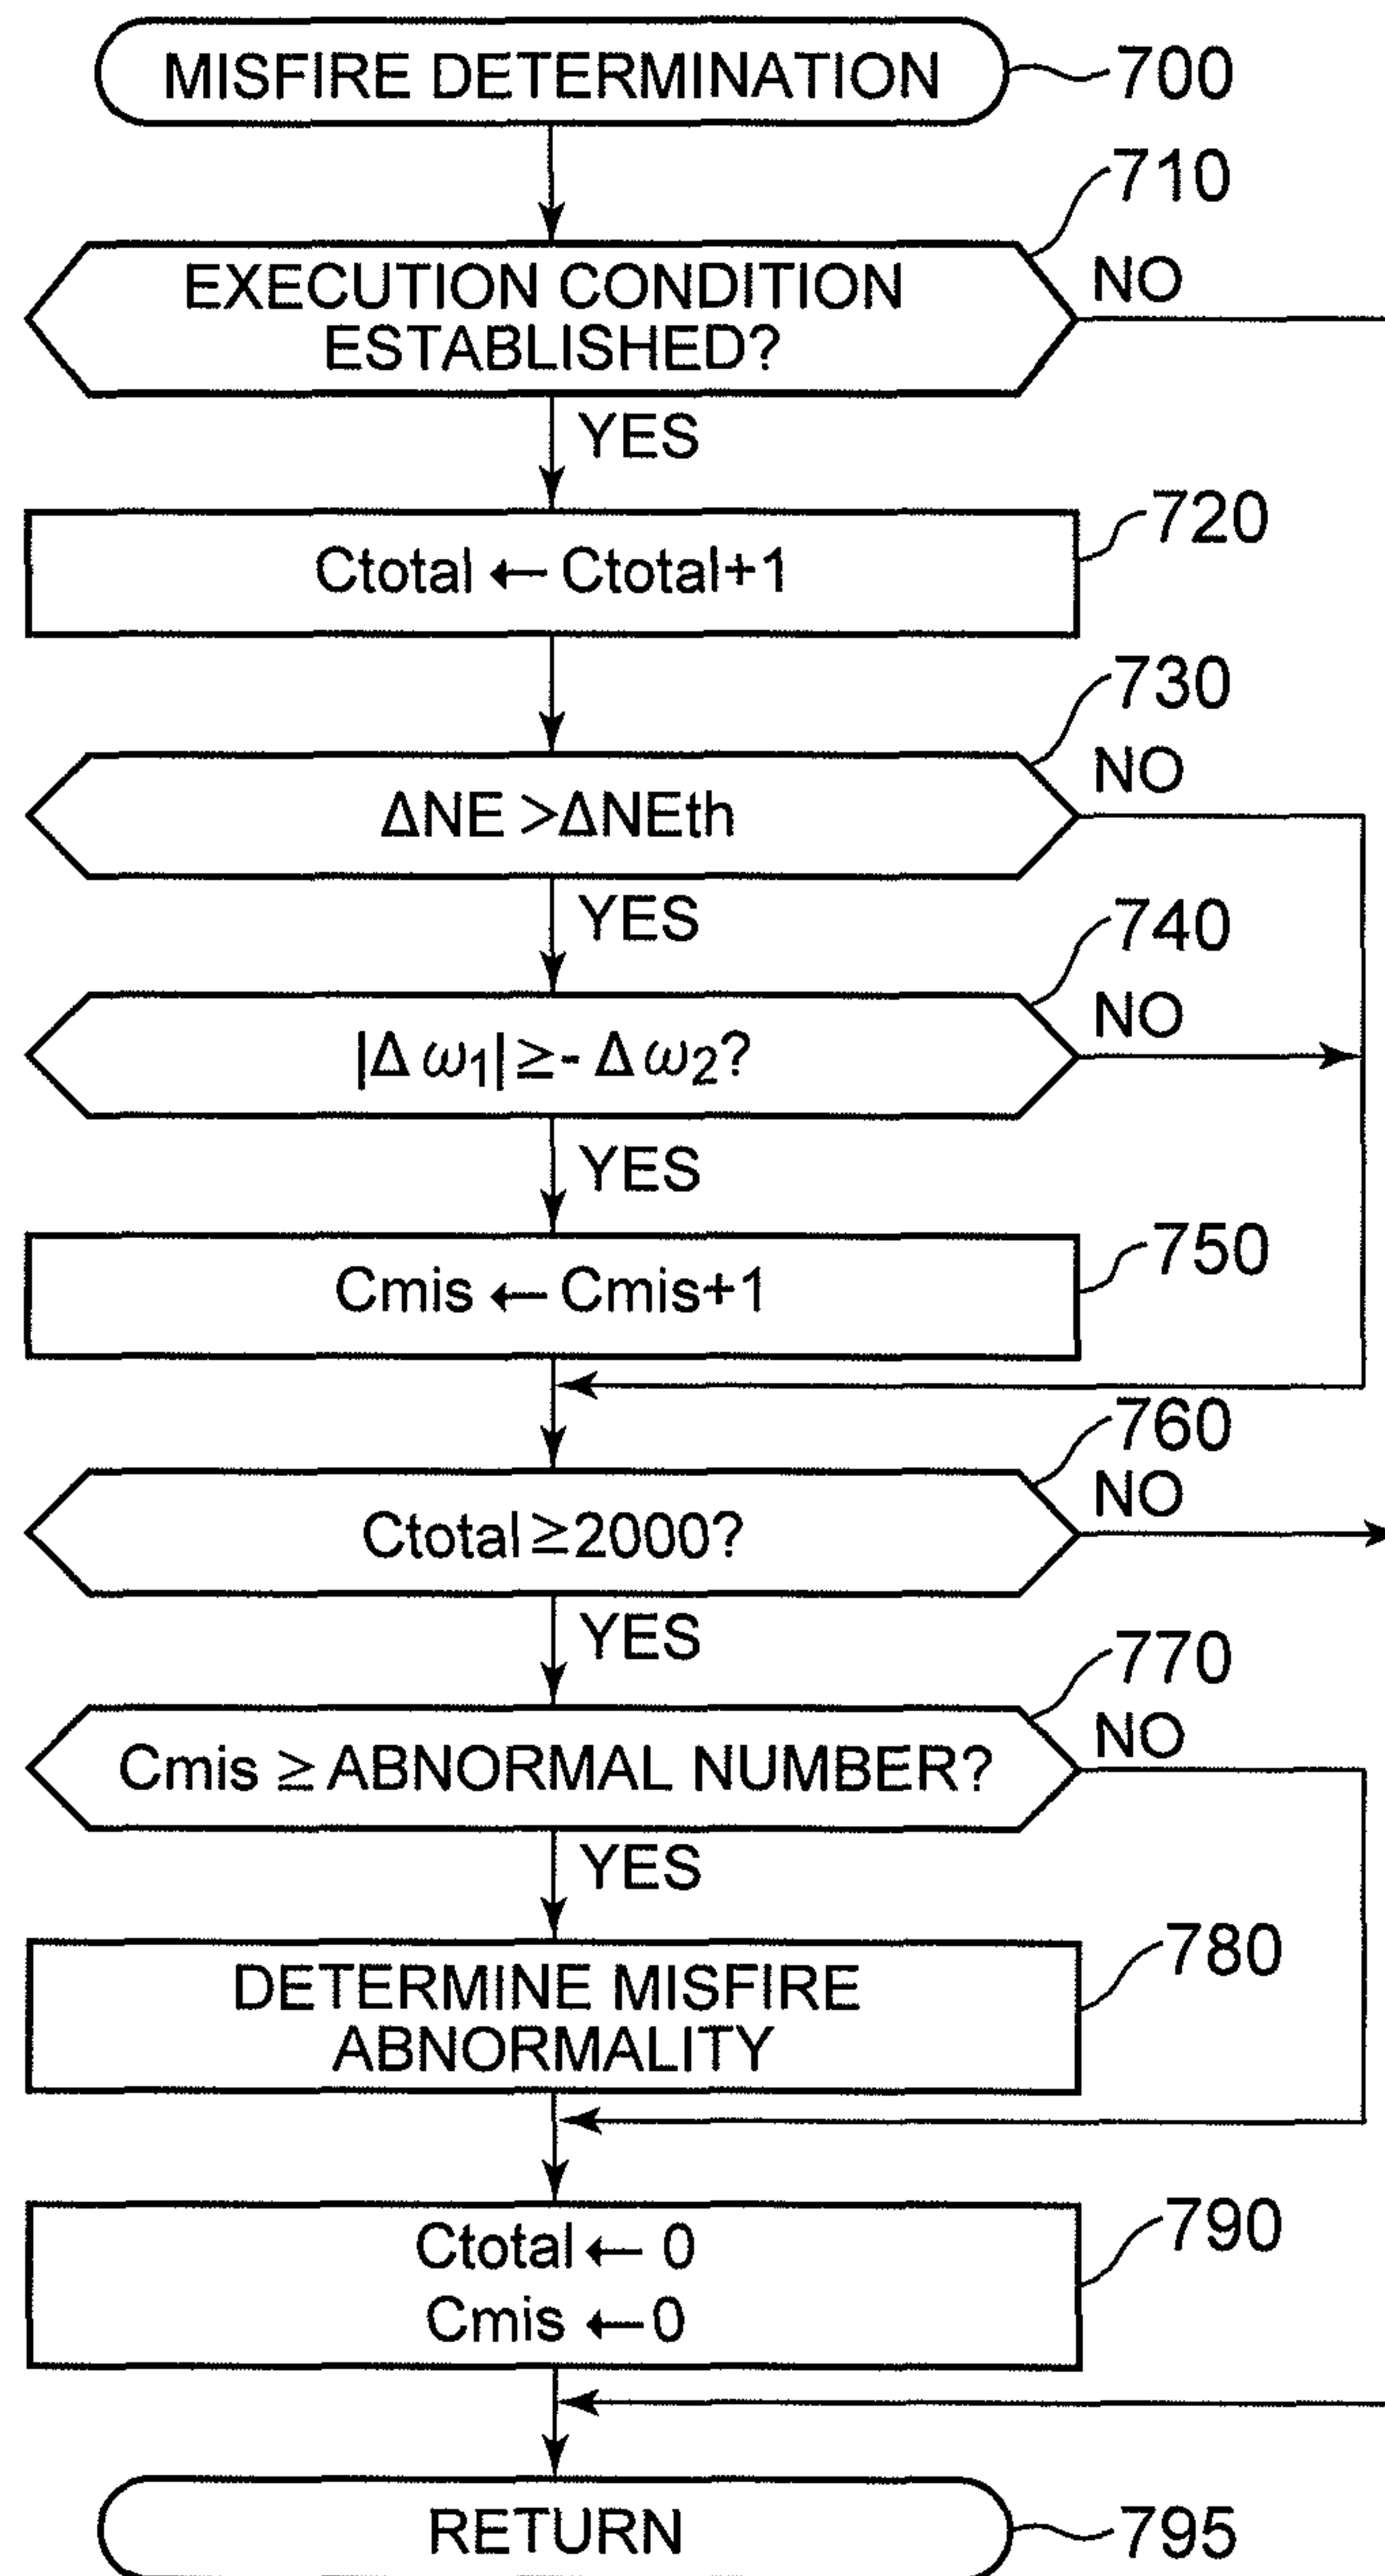 MISFIRE DETERMINATION
700
710
EXECUTION CONDITION
ESTABLISHED?
NO
YES
720
Ctotal ← Ctotal+1
730
NO
ΔNE >ΔNEth
YES
740
NO
|Δω₁| ≥ - Δω₂?
YES
750
Cmis ← Cmis+1
760
NO
Ctotal ≥2000?
YES
770
NO
Cmis ≥ ABNORMAL NUMBER?
YES
780
DETERMINE MISFIRE
ABNORMALITY
790
Ctotal ← 0
Cmis ←0
RETURN
795